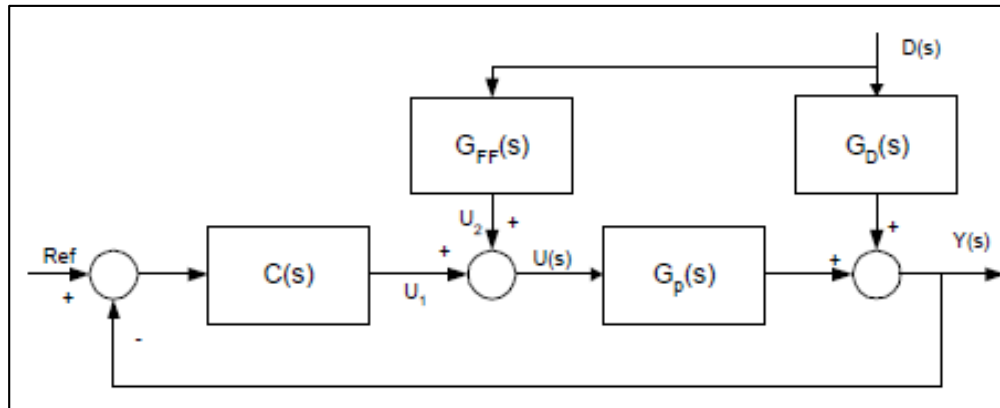 D(s)
G_FF(s)
G_D(s)
U_2 +
+
Y(s)
Ref
+
C(s)
+
U_1
U(s)
G_p(s)
+
-